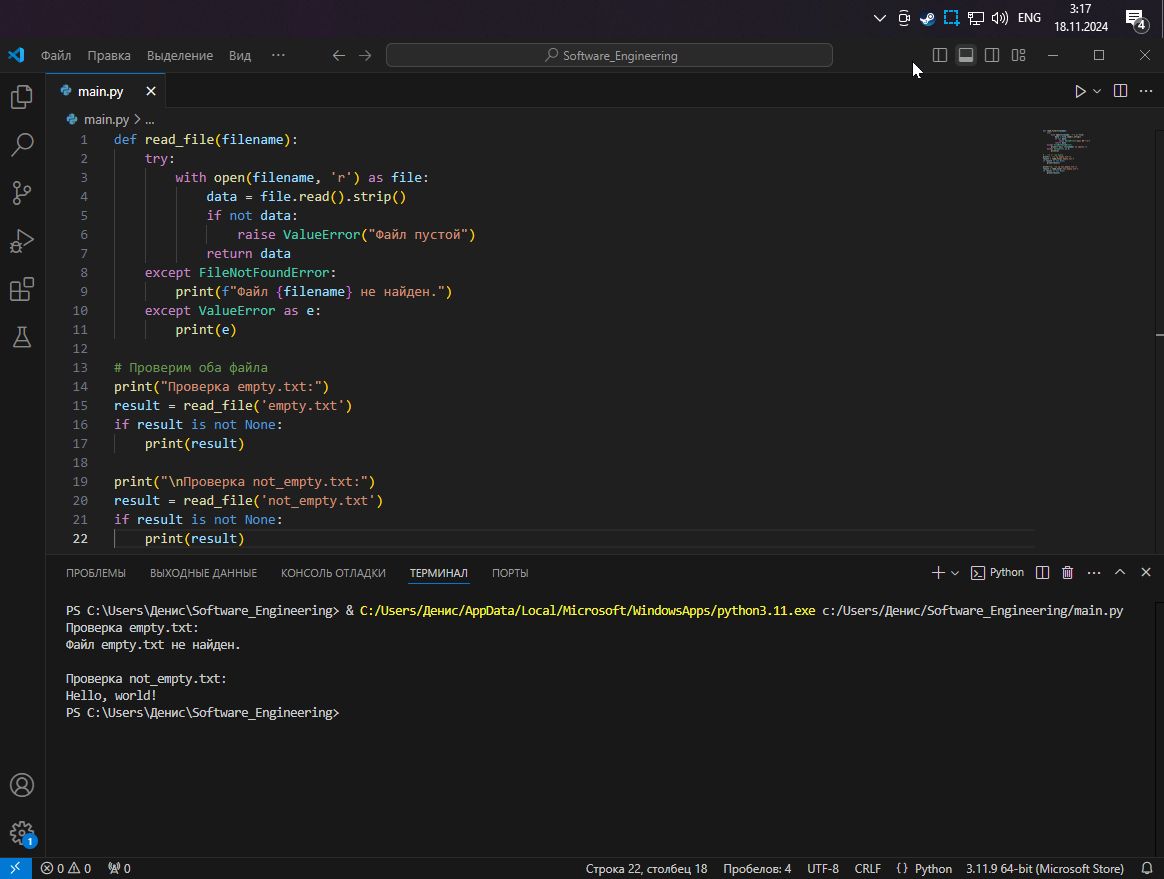 ENG
3:17
18.11.2024
4
Файл Правка Выделение Вид ···
Software_Engineering
main.py
main.py > ...
1 def read_file(filename):
2 try:
3 with open(filename, 'r') as file:
4 data = file.read().strip()
5 if not data:
6 raise ValueError("Файл пустой")
7 return data
8 except FileNotFoundError:
9 print(f"Файл {filename} не найден.")
10 except ValueError as e:
11 print(e)
12
13 # Проверим оба файла
14 print("Проверка empty.txt:")
15 result = read_file('empty.txt')
16 if result is not None:
17 print(result)
18
19 print("\nПроверка not_empty.txt:")
20 result = read_file('not_empty.txt')
21 if result is not None:
22 print(result)
ПРОБЛЕМЫ ВЫХОДНЫЕ ДАННЫЕ КОНСОЛЬ ОТЛАДКИ ТЕРМИНАЛ ПОРТЫ
Python
PS C:\Users\Денис\Software_Engineering> & C:/Users/Денис/AppData/Local/Microsoft/WindowsApps/python3.11.exe c:/Users/Денис/Software_Engineering/main.py
Проверка empty.txt:
Файл empty.txt не найден.

Проверка not_empty.txt:
Hello, world!
PS C:\Users\Денис\Software_Engineering>
1
0 0 0
Строка 22, столбец 18 Пробелов: 4 UTF-8 CRLF {} Python 3.11.9 64-bit (Microsoft Store)